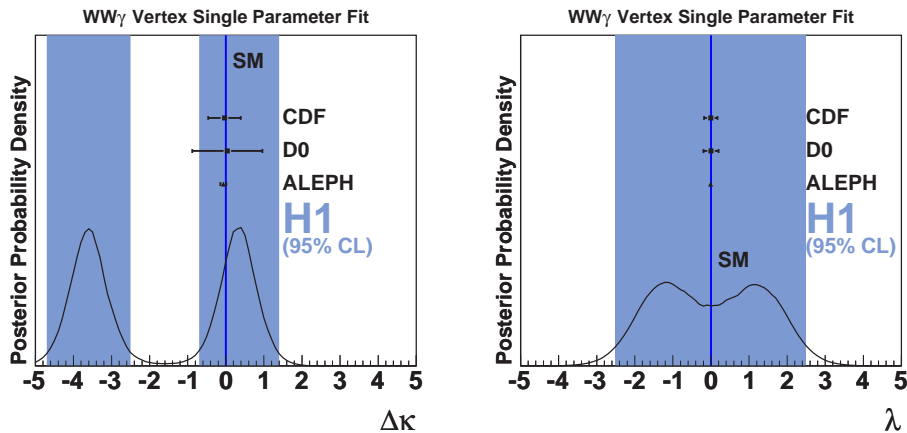 WWγ Vertex Single Parameter Fit
Posterior Probability Density
SM
CDF
D0
ALEPH
H1
(95% CL)
-5 -4 -3 -2 -1 0 1 2 3 4 5
Δκ
WWγ Vertex Single Parameter Fit
Posterior Probability Density
CDF
D0
ALEPH
H1
(95% CL)
SM
-5 -4 -3 -2 -1 0 1 2 3 4 5
λ